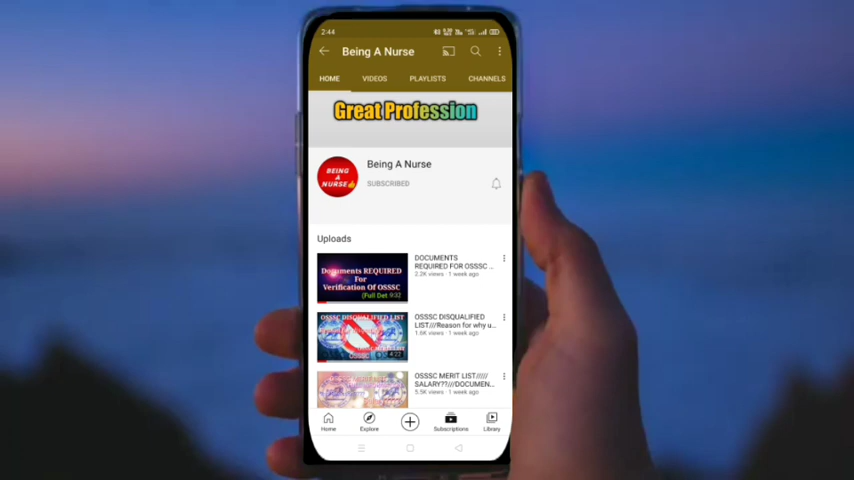 2:44
Being A Nurse
HOME VIDEOS PLAYLISTS CHANNELS
Great Profession
BEING
A
NURSE
Being A Nurse
SUBSCRIBED
Uploads
Documents REQUIRED
For
Verification Of OSSSC
(Full Det 9:32
DOCUMENTS
REQUIRED FOR OSSSC ...
2.2K views · 1 week ago
OSSSC DISQUALIFIED LIST
OSSSC
4:22
OSSSC DISQUALIFIED
LIST///Reason for why u...
1.6K views · 1 week ago
OSSSC MERIT LIST/////
SALARY??///DOCUMEN...
5.5K views · 1 week ago
Home Explore Subscriptions Library